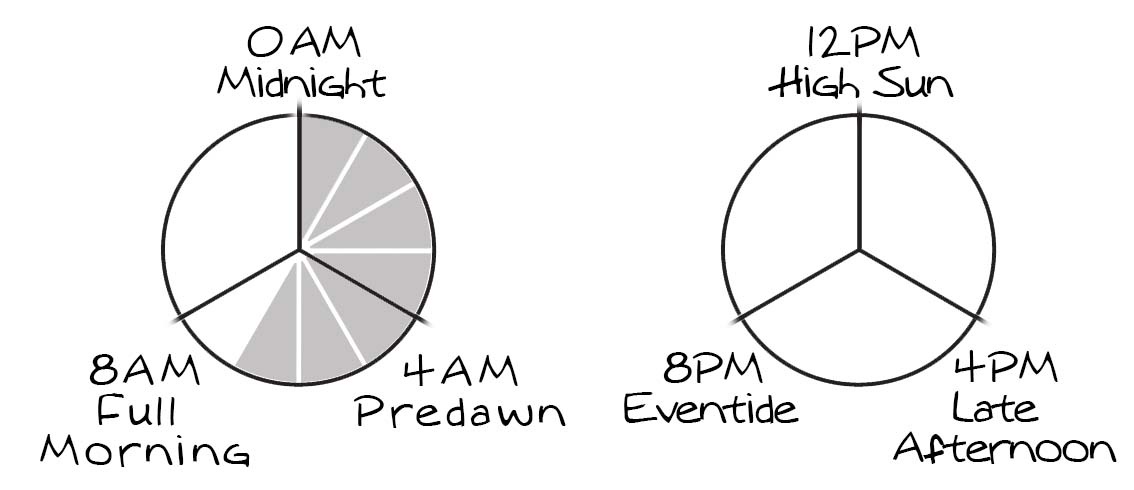 0AM
Midnight
8AM
Full
Morning
4AM
Predawn
12PM
High Sun
8PM
Eventide
4PM
Late
Afternoon